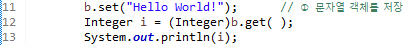 11 b.set("Hello World!"); // ① 문자열 객체를 저장
12 Integer i = (Integer)b.get( );
13 System.out.println(i);